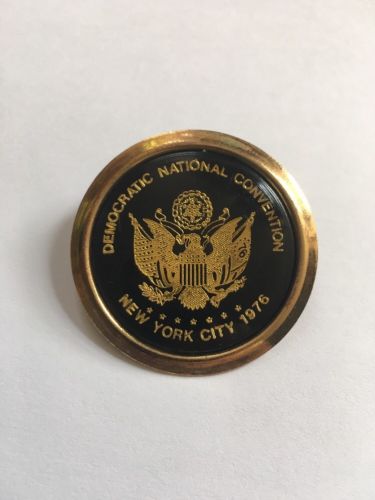 DEMOCRATIC NATIONAL CONVENTION
NEW YORK CITY 1976